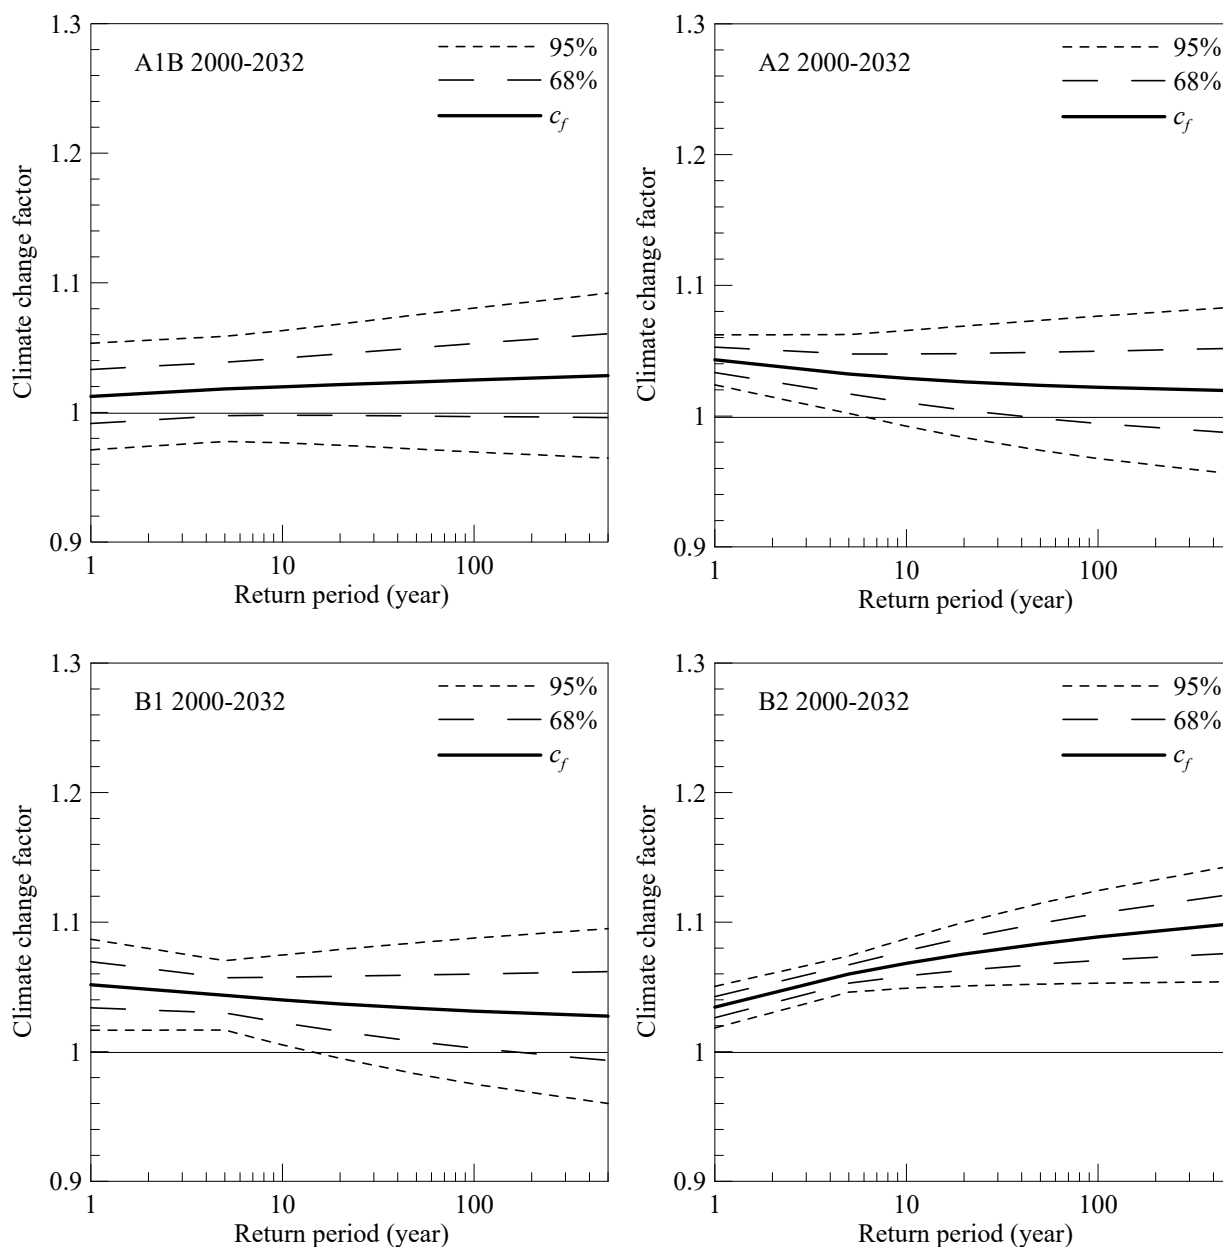 A1B 2000-2032
95%
68%
c_f
1.3
1.2
1.1
1
0.9
Climate change factor
1
10
100
Return period (year)
A2 2000-2032
95%
68%
c_f
1.3
1.2
1.1
1
0.9
Climate change factor
1
10
100
Return period (year)
B1 2000-2032
95%
68%
c_f
1.3
1.2
1.1
1
0.9
Climate change factor
1
10
100
Return period (year)
B2 2000-2032
95%
68%
c_f
1.3
1.2
1.1
1
0.9
Climate change factor
1
10
100
Return period (year)